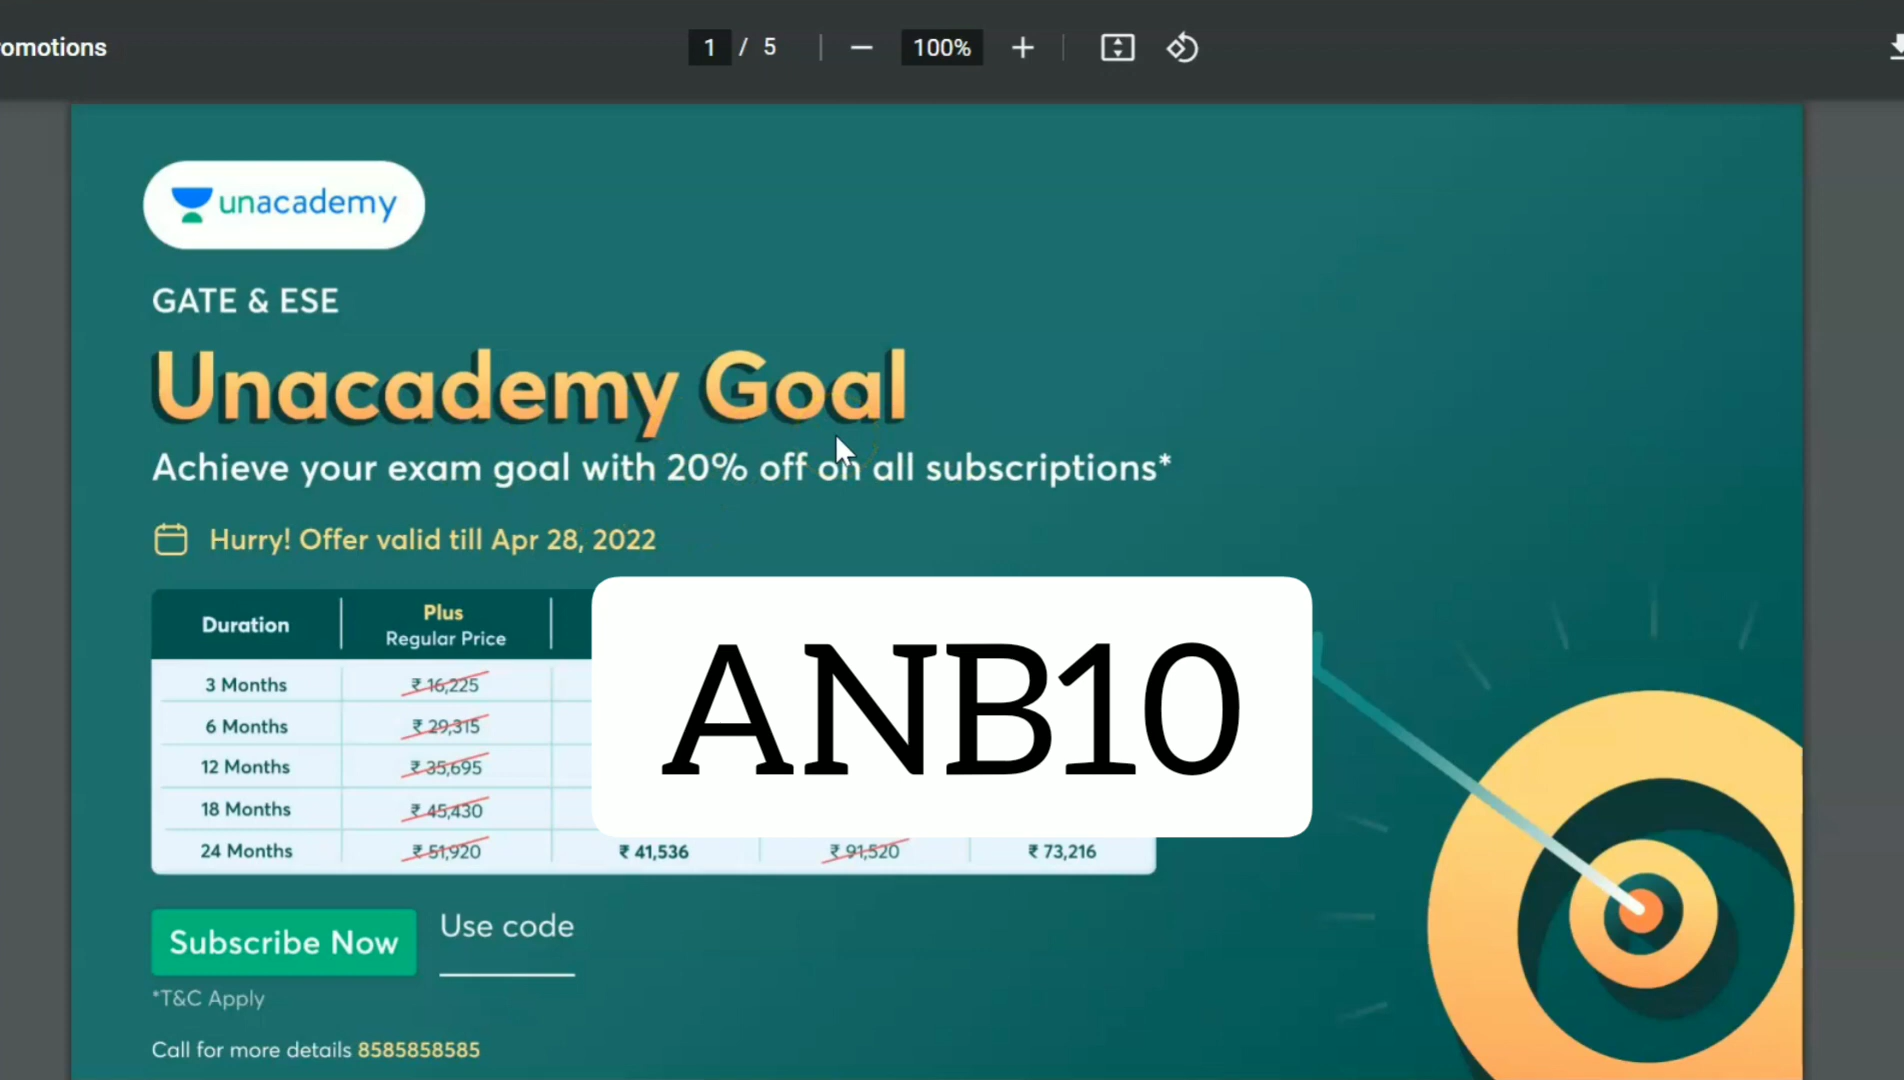 omotions
1 / 5
100%
unacademy
GATE & ESE
Unacademy Goal
Achieve your exam goal with 20% off on all subscriptions*
Hurry! Offer valid till Apr 28, 2022
Duration Plus Regular Price
3 Months ₹ 16,225
6 Months ₹ 29,315
12 Months ₹ 35,695
18 Months ₹ 45,430
24 Months ₹ 51,920 ₹ 41,536 ₹ 91,520 ₹ 73,216
ANB10
Subscribe Now Use code
*T&C Apply
Call for more details 8585858585